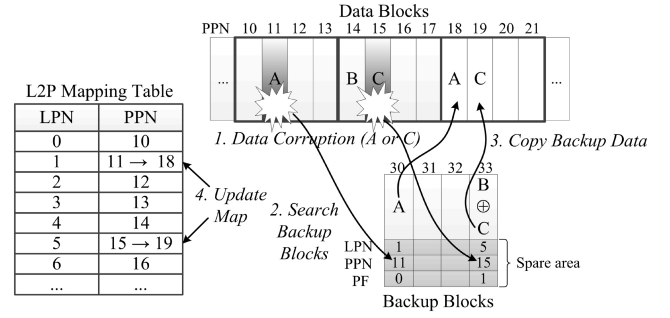 Data Blocks
PPN 10 11 12 13 14 15 16 17 18 19 20 21
... A B C A C ...
L2P Mapping Table
LPN PPN
0 10
1 11 → 18
2 12
3 13
4 14
5 15 → 19
6 16
... ...
1. Data Corruption (A or C)
3. Copy Backup Data
4. Update
Map
2. Search
Backup
Blocks
30 31 32 33
A B
⊕
C
LPN 1 5
PPN 11 15
PF 0 1
Spare area
Backup Blocks